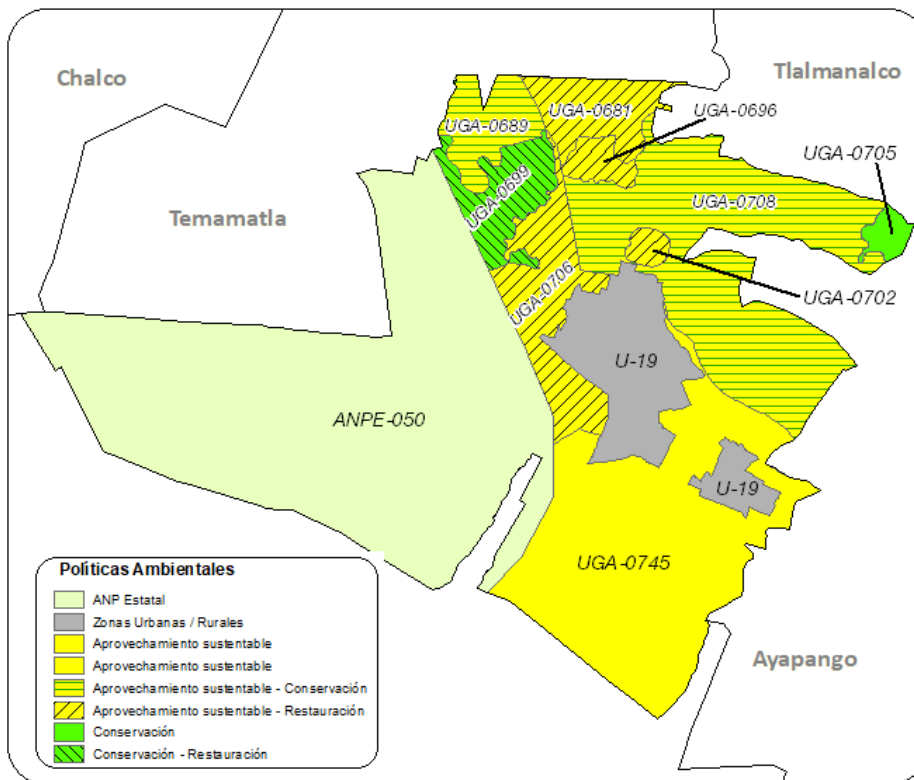 Chalco
Tlalmanalco
UGA-0681
UGA-0696
UGA-0689
UGA-0705
UGA-0699
UGA-0708
Temamatla
UGA-0706
UGA-0702
U-19
ANPE-050
U-19
UGA-0745
Ayapango
Políticas Ambientales
ANP Estatal
Zonas Urbanas / Rurales
Aprovechamiento sustentable
Aprovechamiento sustentable
Aprovechamiento sustentable - Conservación
Aprovechamiento sustentable - Restauración
Conservación
Conservación - Restauración